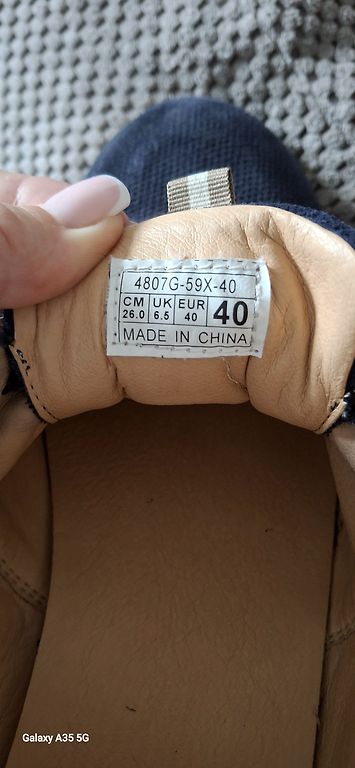 4807G-59X-40
CM UK EUR 40
26.0 6.5 40
MADE IN CHINA
Galaxy A35 5G